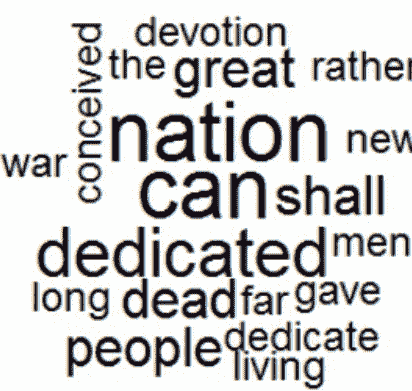 devotion
conceived
the great rather
nation new
war
can shall
dedicated men
long dead far gave
people dedicate
living